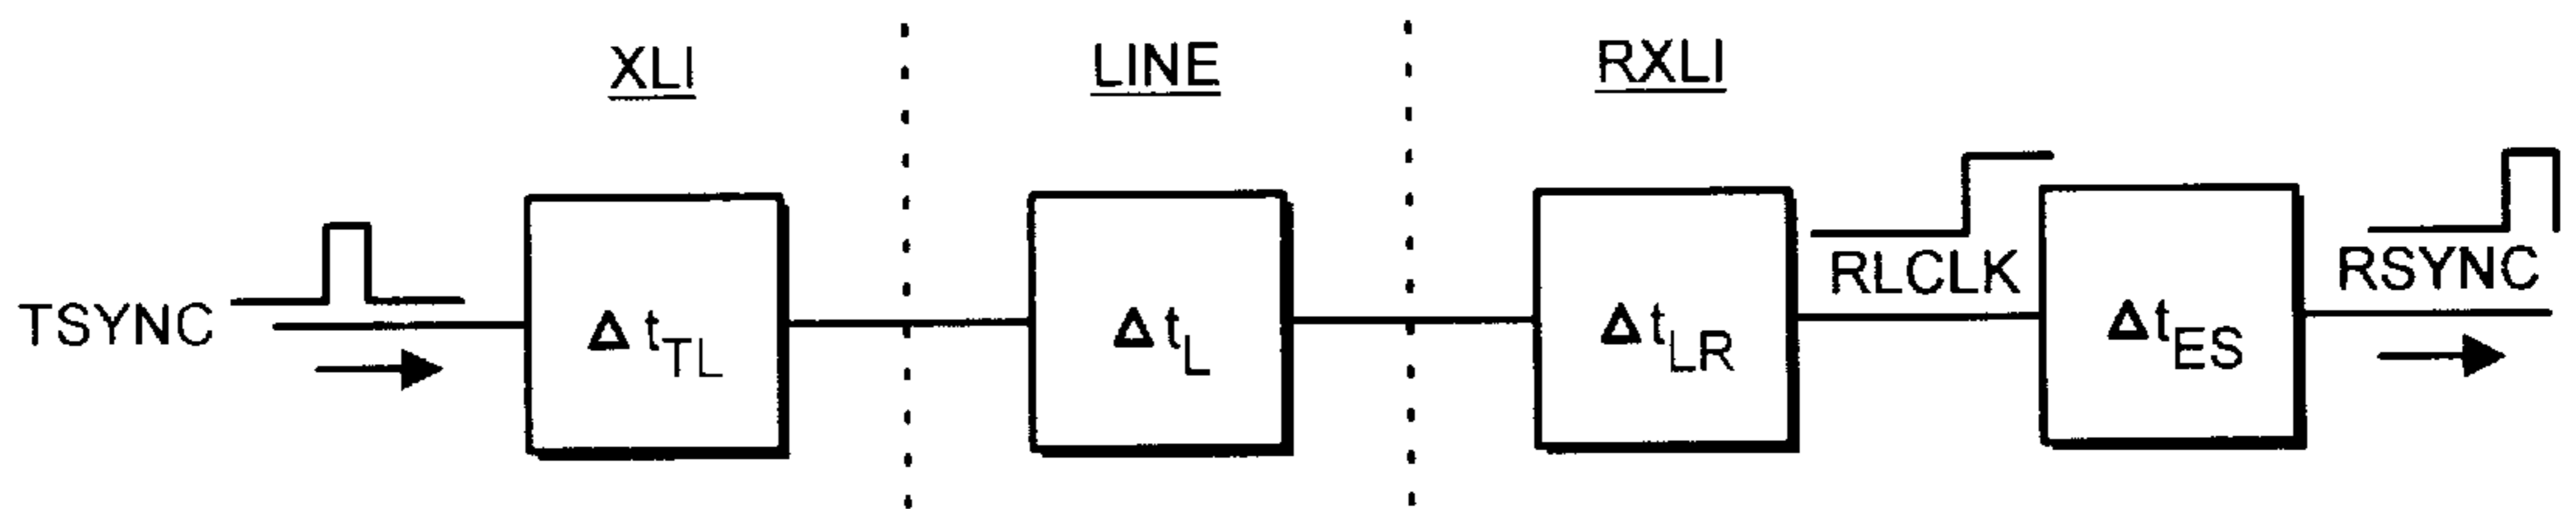 XLI
LINE
RXLI
TSYNC
Δt_TL
Δt_L
Δt_LR
RLCLK
Δt_ES
RSYNC